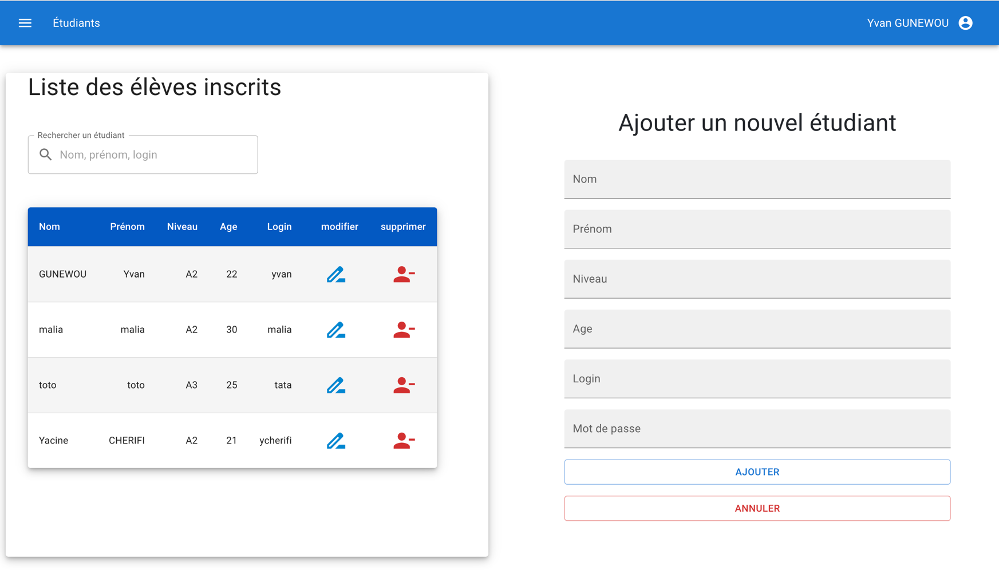 Étudiants
Yvan GUNEWOU
Liste des élèves inscrits
Rechercher un étudiant
Nom, prénom, login
Nom Prénom Niveau Age Login modifier supprimer
GUNEWOU Yvan A2 22 yvan
malia malia A2 30 malia
toto toto A3 25 tata
Yacine CHERIFI A2 21 ycherifi
Ajouter un nouvel étudiant
Nom
Prénom
Niveau
Age
Login
Mot de passe
AJOUTER
ANNULER